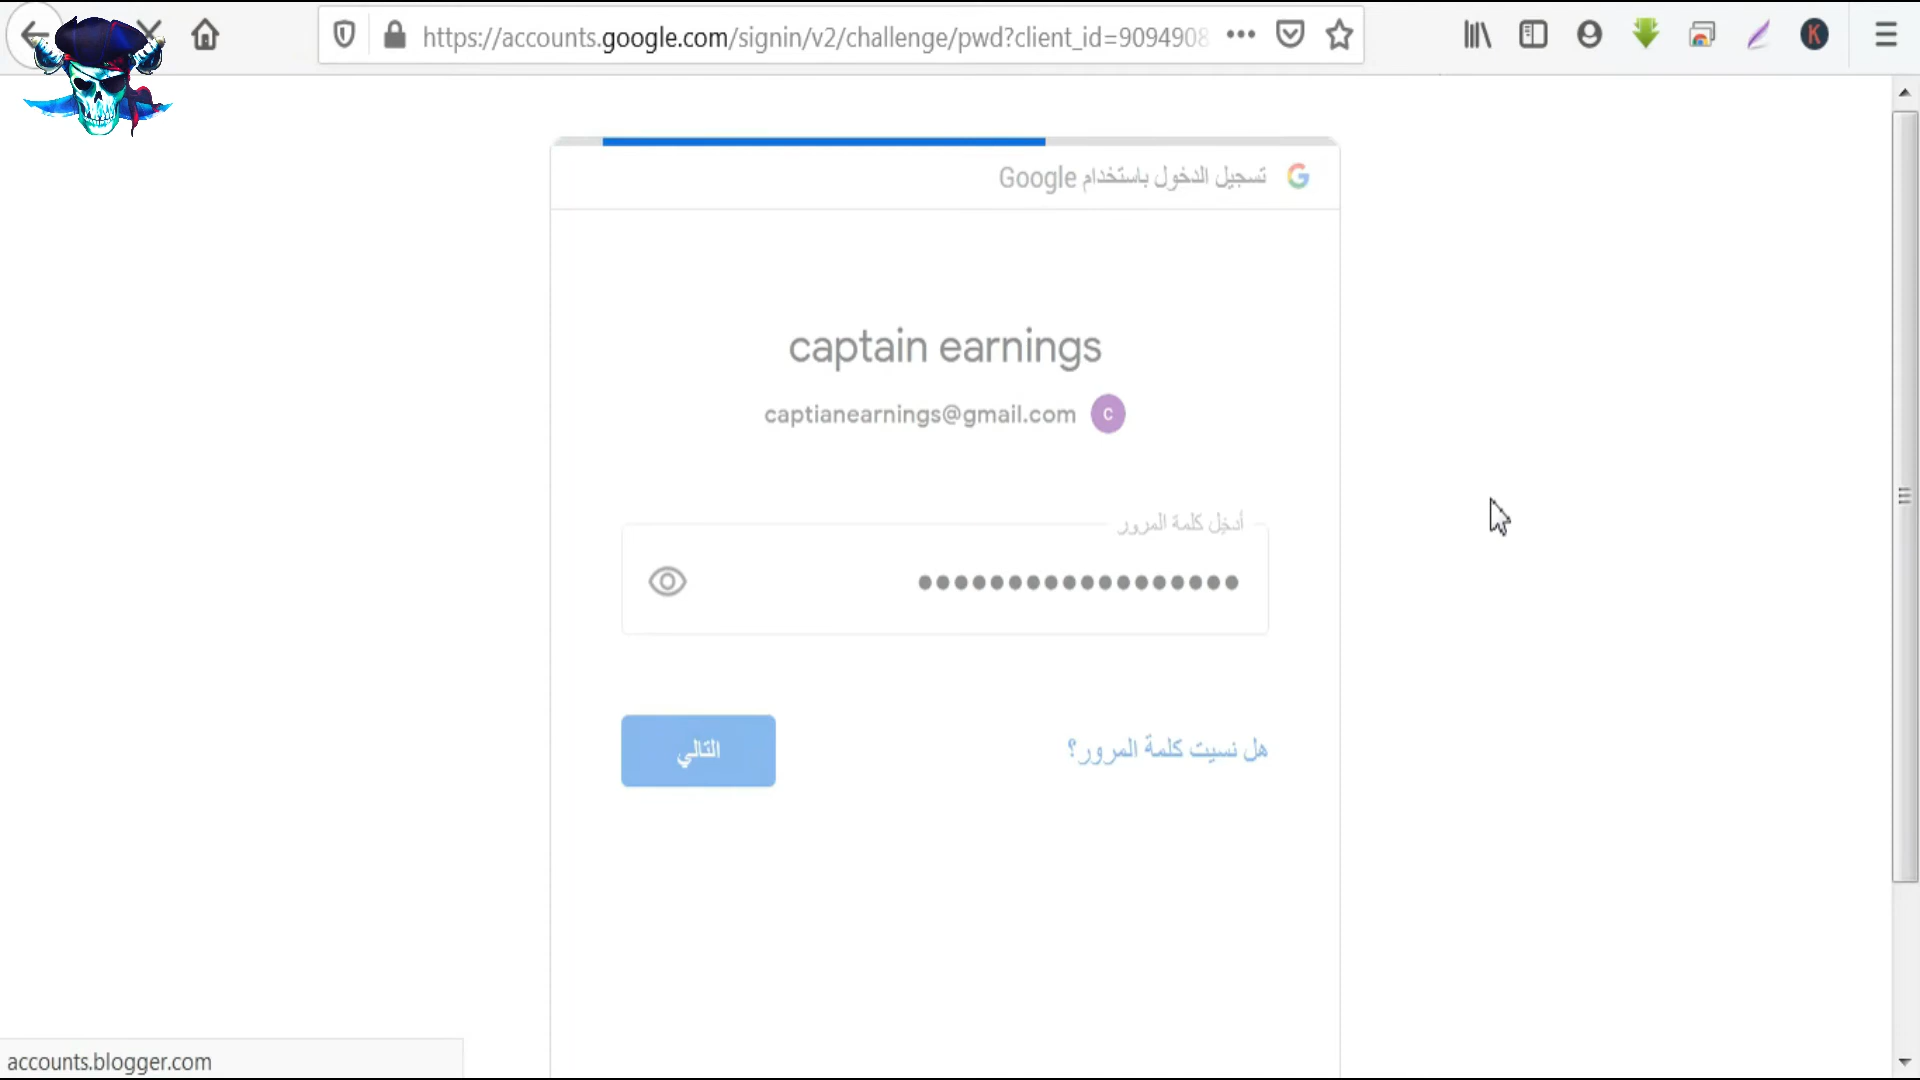 https://accounts.google.com/signin/v2/challenge/pwd?client_id=909490
K
تسجيل الدخول باستخدام Google
captain earnings
captianearnings@gmail.com
C
أدخِل كلمة المرور
••••••••••••••••••
هل نسيت كلمة المرور؟
التالي
accounts.blogger.com